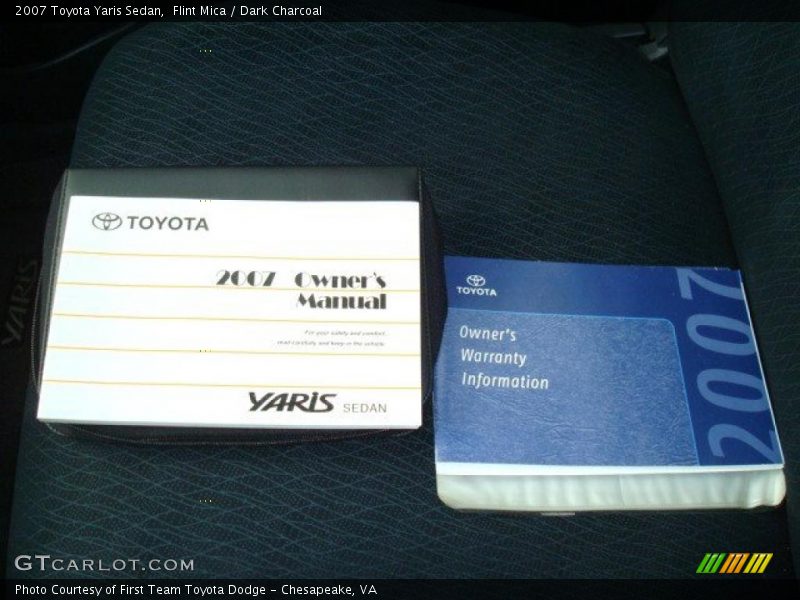 2007 Toyota Yaris Sedan,  Flint Mica / Dark Charcoal
TOYOTA
2007 Owner's
Manual
For your safety and comfort,
read carefully and keep in the vehicle.
YARIS SEDAN
TOYOTA
Owner's
Warranty
Information
2007
YARIS
GTCARLOT.COM
Photo Courtesy of First Team Toyota Dodge – Chesapeake, VA